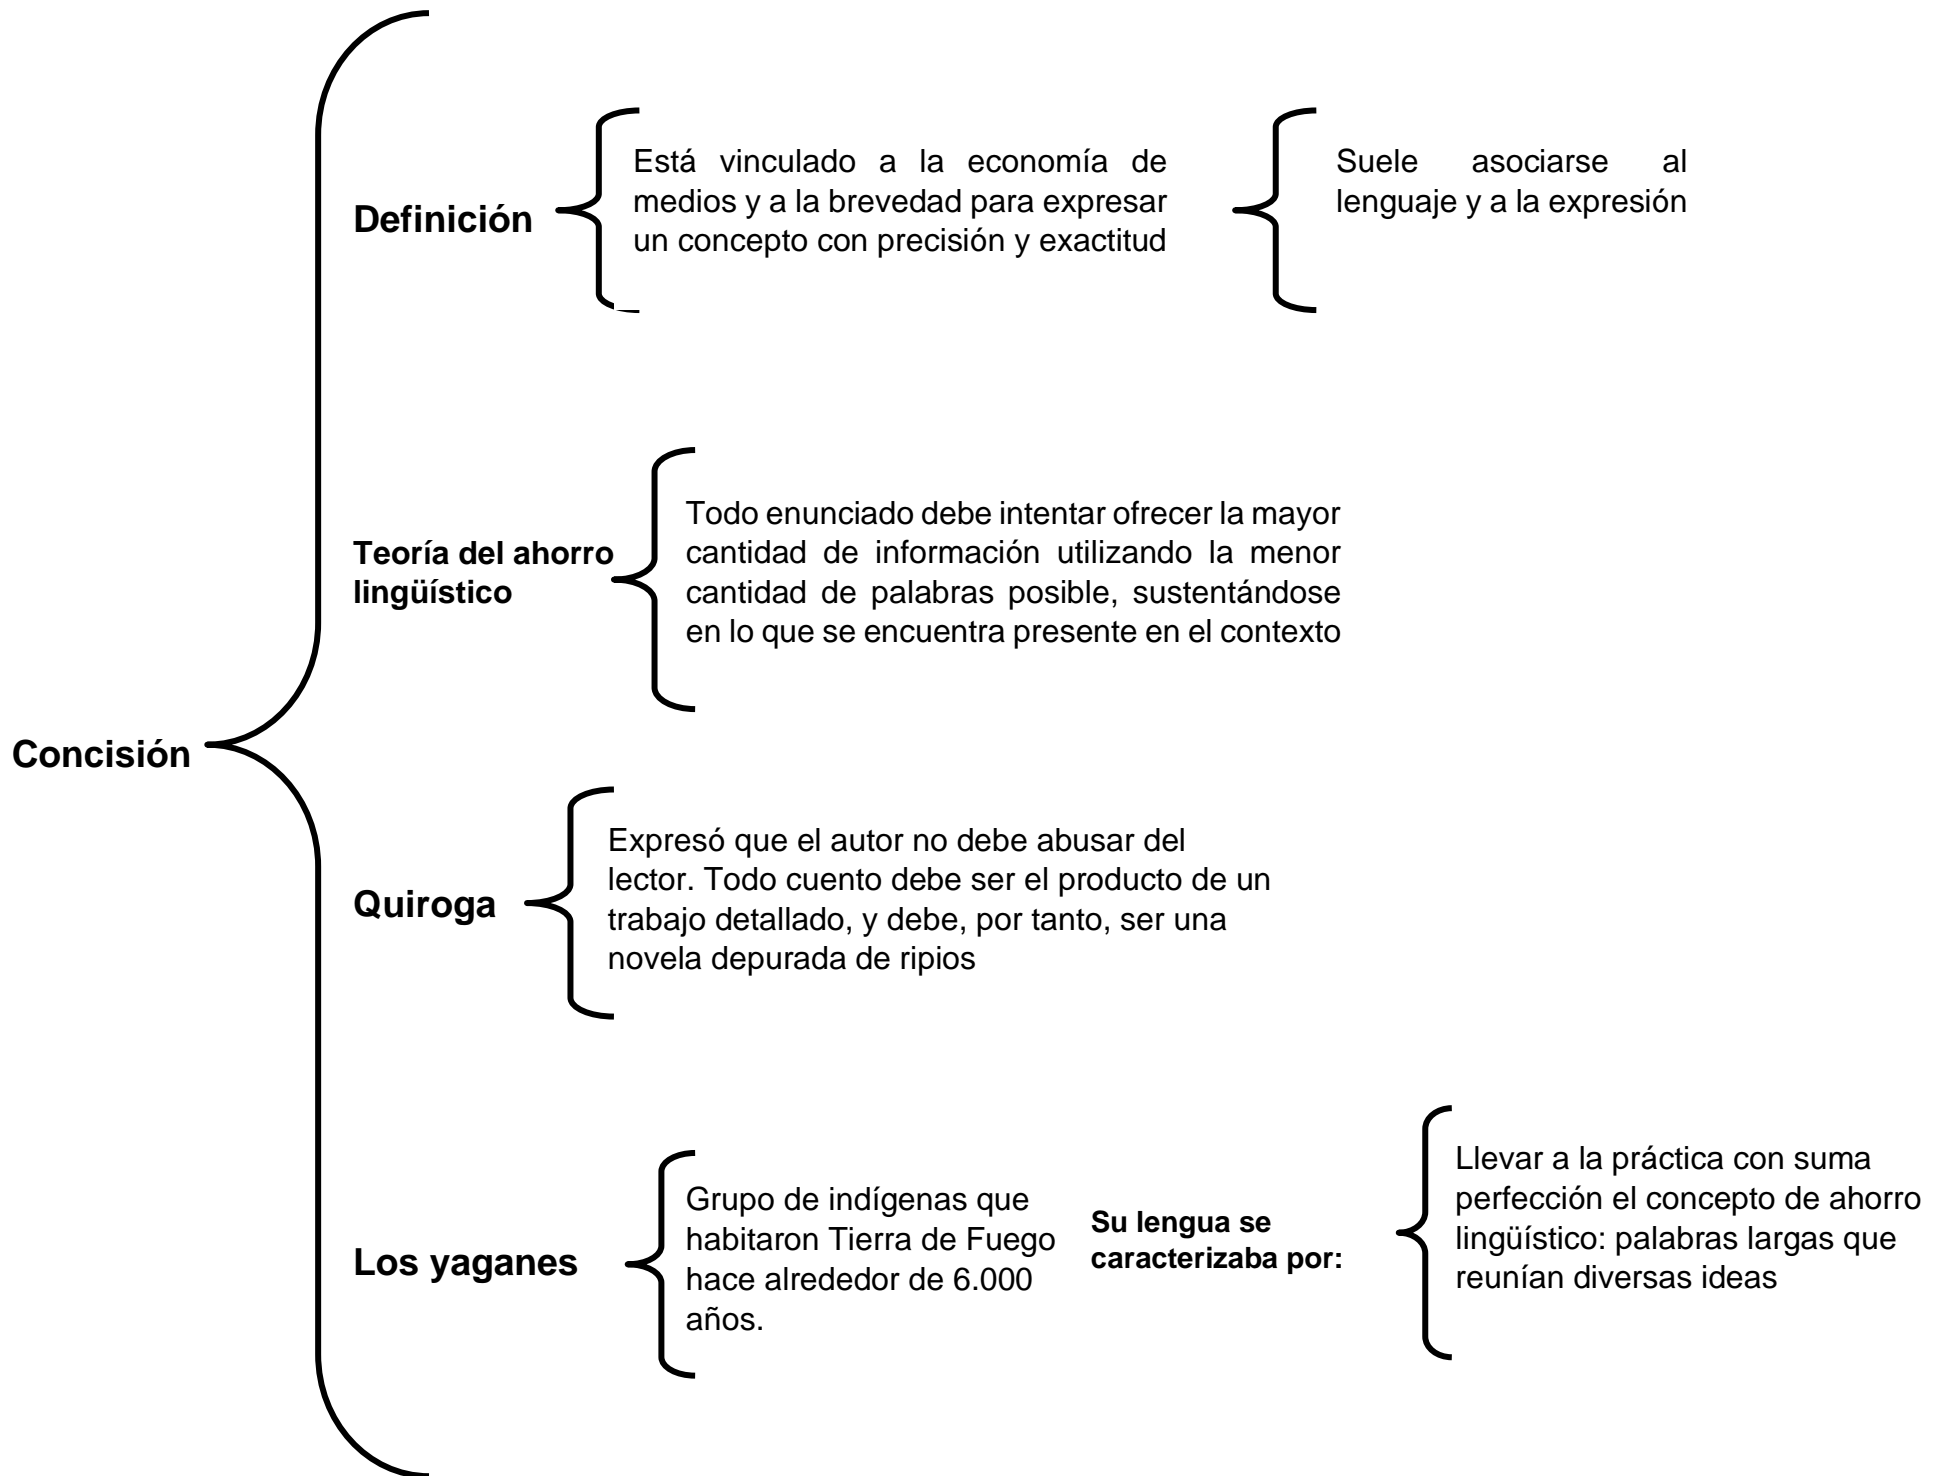 Concisión
Definición
Está vinculado a la economía de
medios y a la brevedad para expresar
un concepto con precisión y exactitud
Suele asociarse al
lenguaje y a la expresión
Teoría del ahorro
lingüístico
Todo enunciado debe intentar ofrecer la mayor
cantidad de información utilizando la menor
cantidad de palabras posible, sustentándose
en lo que se encuentra presente en el contexto
Quiroga
Expresó que el autor no debe abusar del
lector. Todo cuento debe ser el producto de un
trabajo detallado, y debe, por tanto, ser una
novela depurada de ripios
Los yaganes
Grupo de indígenas que
habitaron Tierra de Fuego
hace alrededor de 6.000
años.
Su lengua se
caracterizaba por:
Llevar a la práctica con suma
perfección el concepto de ahorro
lingüístico: palabras largas que
reunían diversas ideas